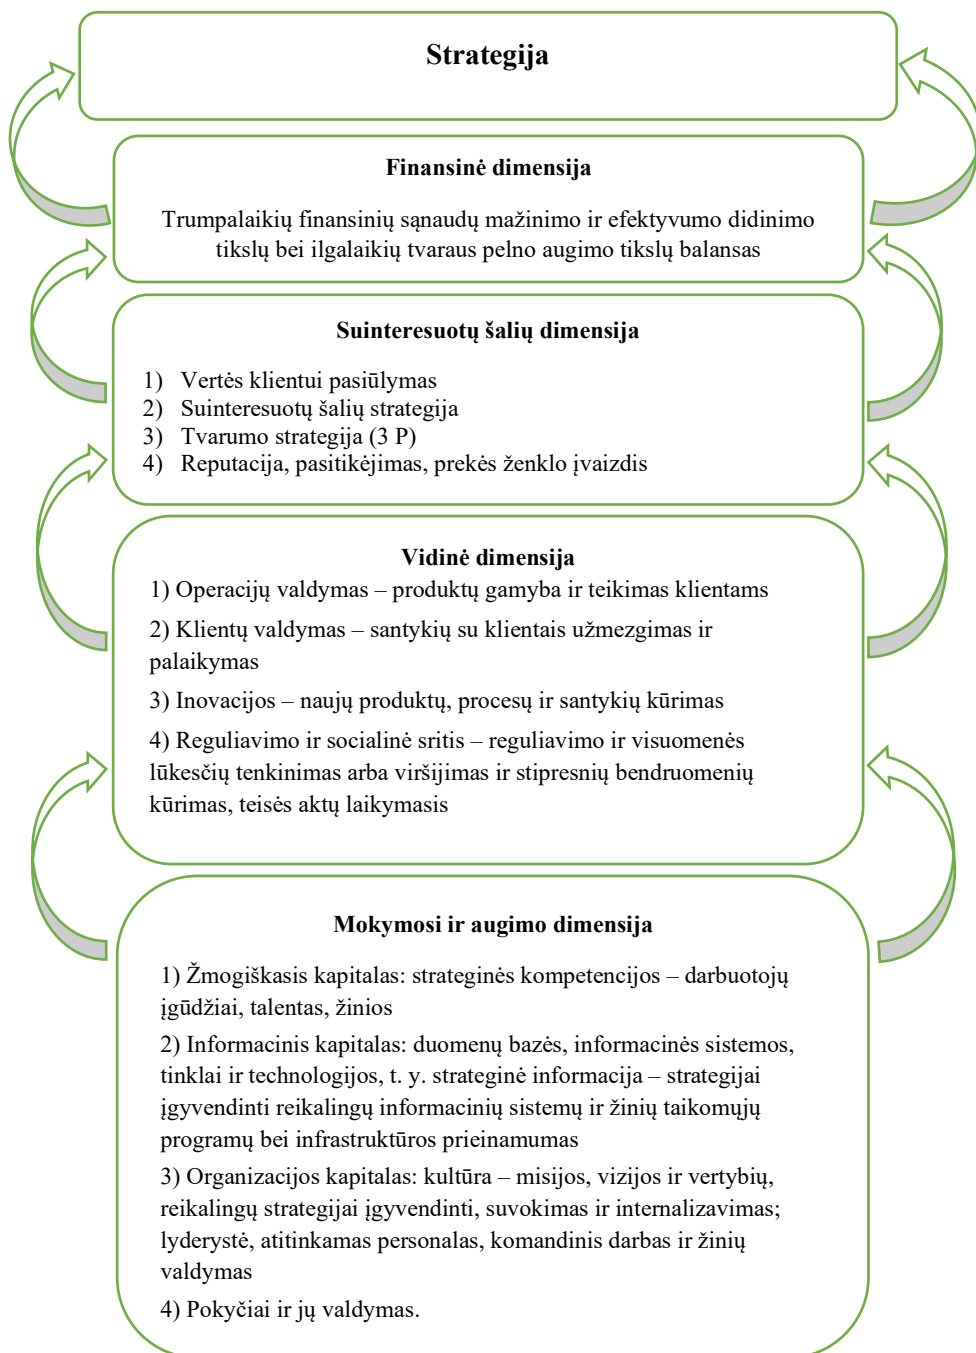 Strategija
Finansinė dimensija
Trumpalaikių finansinių sąnaudų mažinimo ir efektyvumo didinimo
tikslų bei ilgalaikių tvaraus pelno augimo tikslų balansas
Suinteresuotų šalių dimensija
1) Vertės klientui pasiūlymas
2) Suinteresuotų šalių strategija
3) Tvarumo strategija (3 P)
4) Reputacija, pasitikėjimas, prekės ženklo įvaizdis
Vidinė dimensija
1) Operacijų valdymas – produktų gamyba ir teikimas klientams
2) Klientų valdymas – santykių su klientais užmezgimas ir
palaikymas
3) Inovacijos – naujų produktų, procesų ir santykių kūrimas
4) Reguliavimo ir socialinė sritis – reguliavimo ir visuomenės
lūkesčių tenkinimas arba viršijimas ir stipresnių bendruomenių
kūrimas, teisės aktų laikymasis
Mokymosi ir augimo dimensija
1) Žmogiškasis kapitalas: strateginės kompetencijos – darbuotojų
įgūdžiai, talentas, žinios
2) Informacinis kapitalas: duomenų bazės, informacinės sistemos,
tinklai ir technologijos, t. y. strateginė informacija – strategijai
įgyvendinti reikalingų informacinių sistemų ir žinių taikomųjų
programų bei infrastruktūros prieinamumas
3) Organizacijos kapitalas: kultūra – misijos, vizijos ir vertybių,
reikalingų strategijai įgyvendinti, suvokimas ir internalizavimas;
lyderystė, atitinkamas personalas, komandinis darbas ir žinių
valdymas
4) Pokyčiai ir jų valdymas.